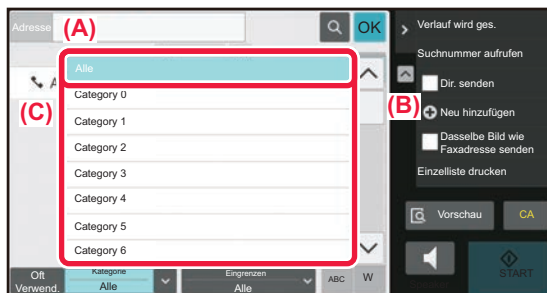 Adresse
(A)
OK
Verlauf wird ges.
Suchnummer aufrufen
Alle
A
Dir. senden
(B)
(C)
Category 0
Neu hinzufügen
Category 1
Category 2
Dasselbe Bild wie
Faxadresse senden
Category 3
Einzelliste drucken
Category 4
Category 5
Vorschau
CA
Category 6
Oft
Verwend.
Kategorie
Alle
Eingrenzen
Alle
ABC
W
START